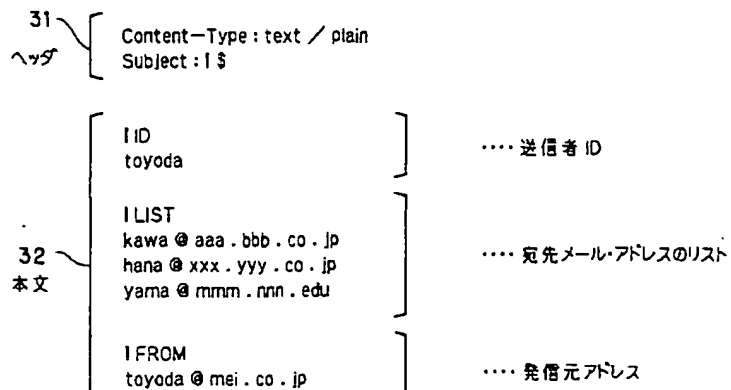 31
ヘッダ
Content-Type : text / plain
Subject : ! $
! ID
toyoda
‥‥ 送信者 ID
! LIST
kawa @ aaa . bbb . co . jp
hana @ xxx . yyy . co . jp
yama @ mmm . nnn . edu
‥‥ 宛先メール・アドレスのリスト
32
本文
! FROM
toyoda @ mei . co . jp
‥‥ 発信元アドレス